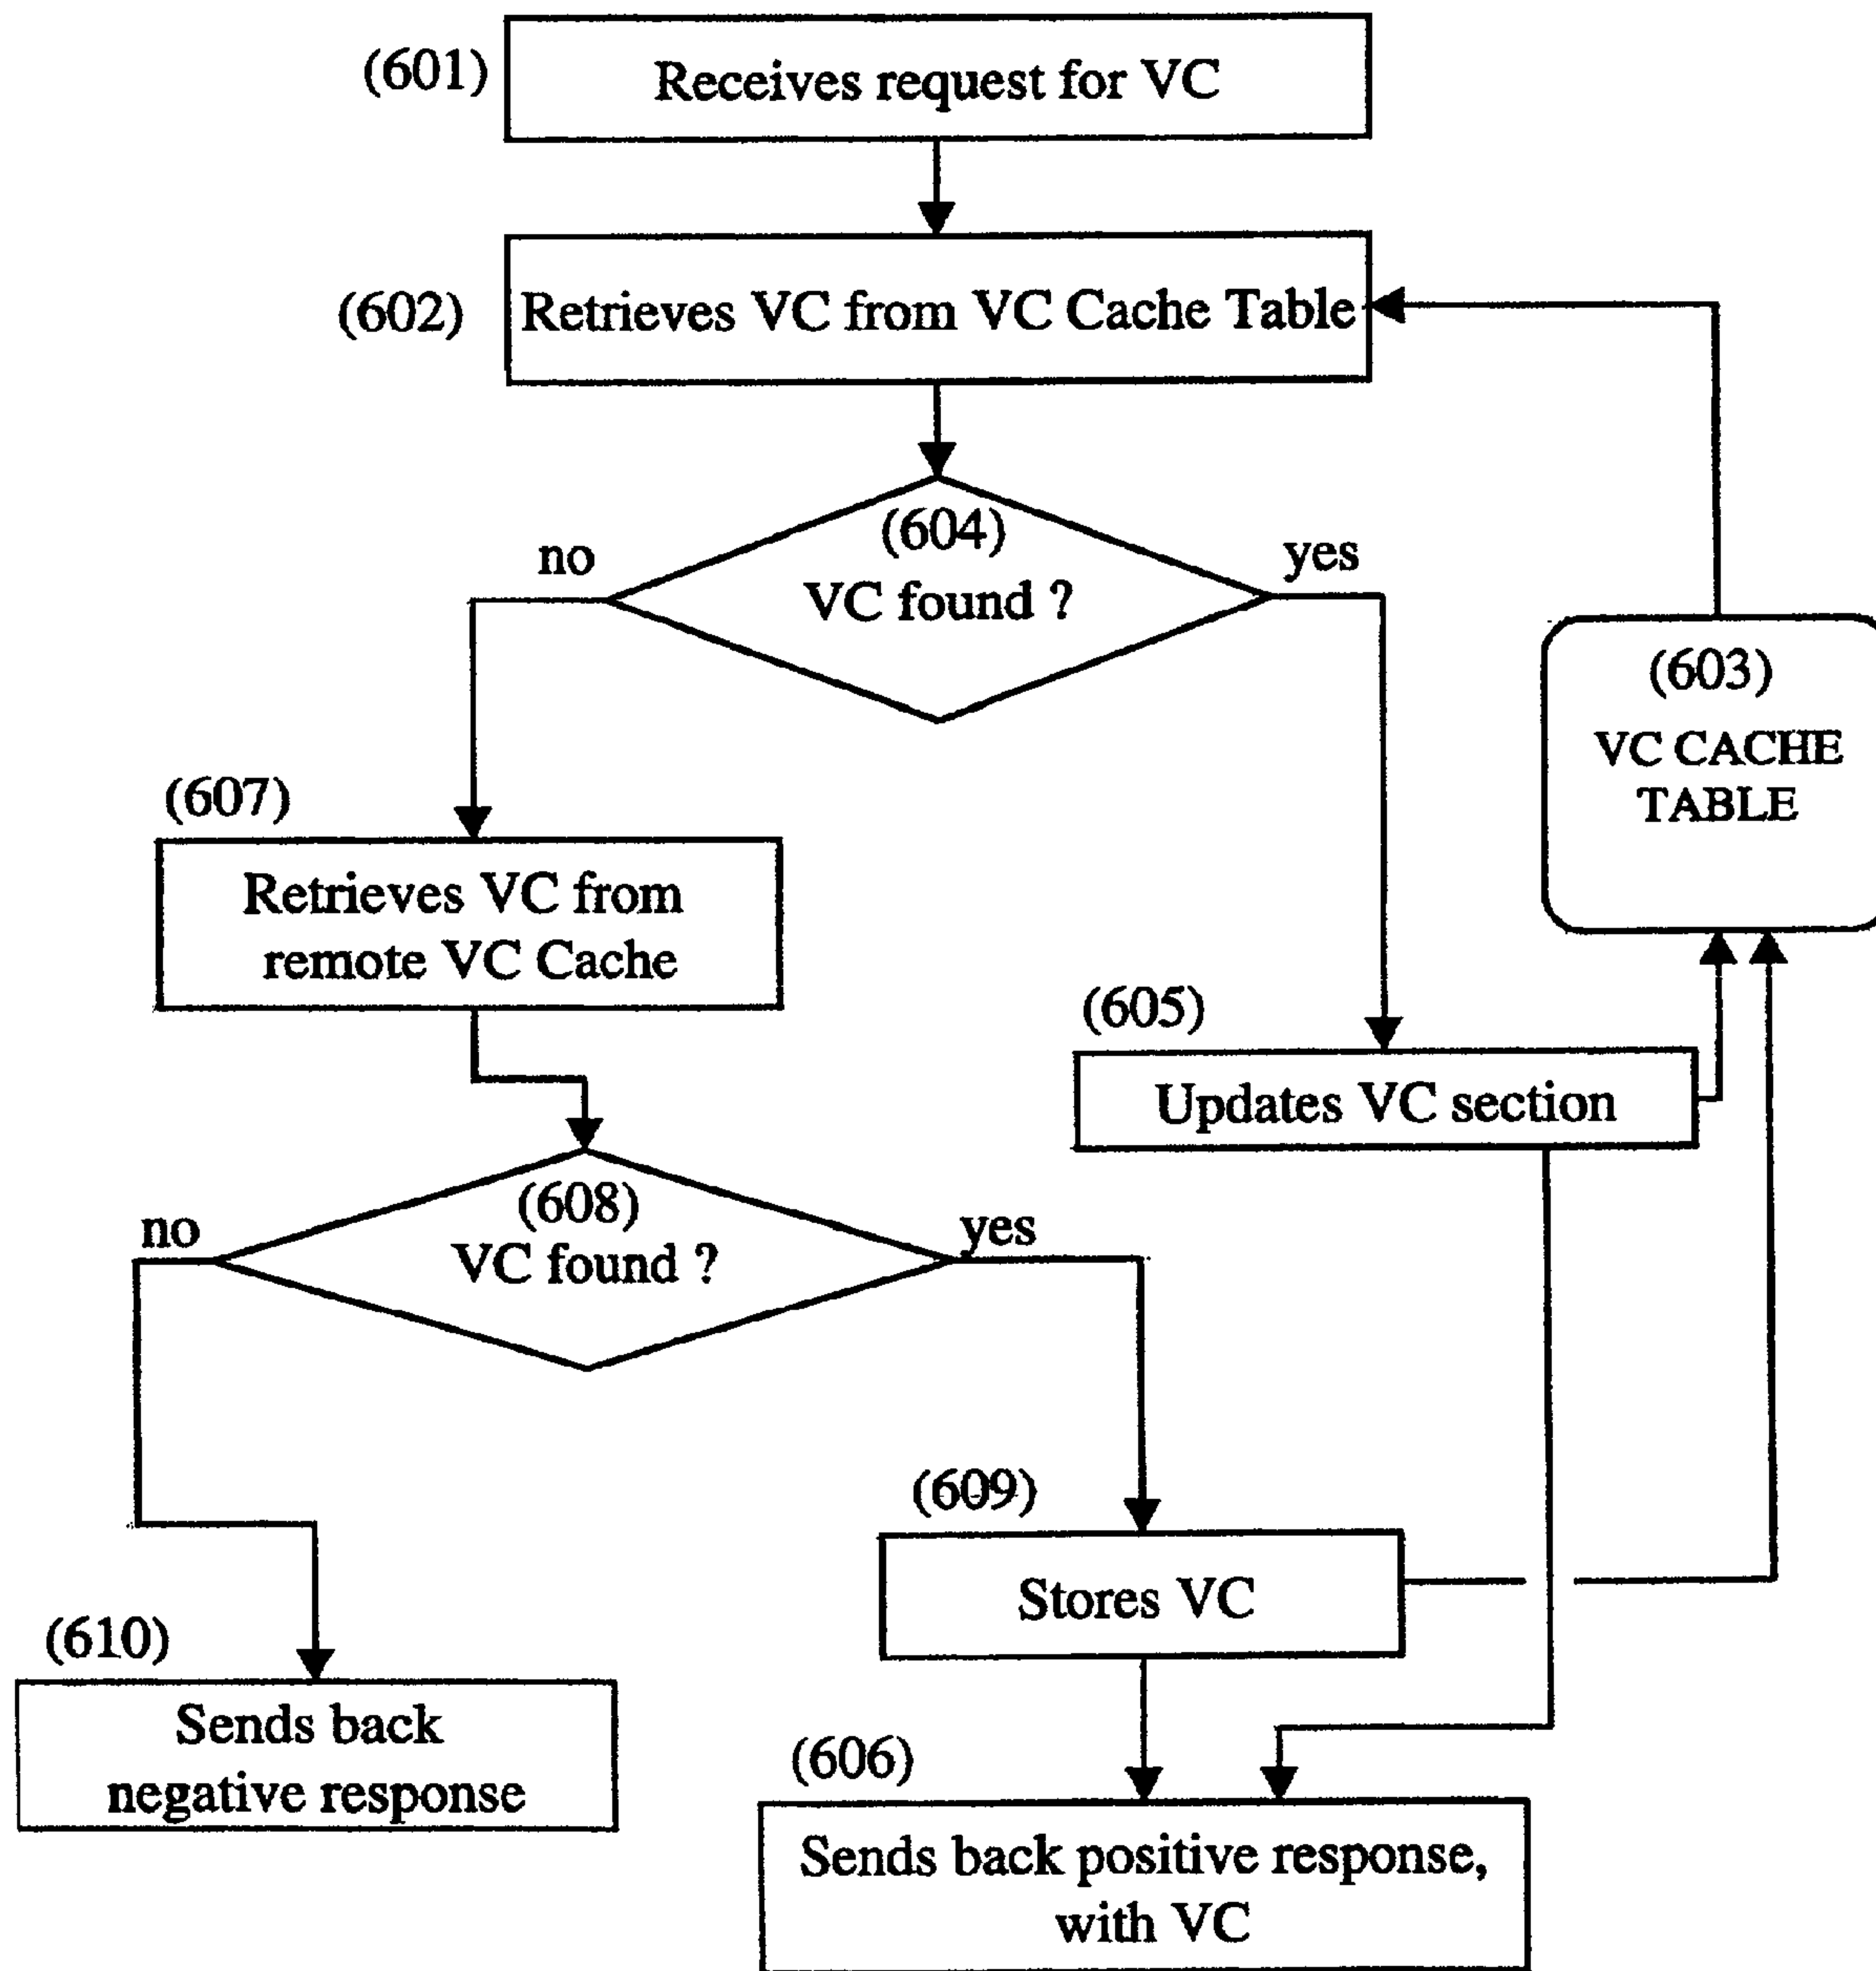 (601)
Receives request for VC
(602)
Retrieves VC from VC Cache Table
(604)
no
yes
VC found ?
(603)
VC CACHE
TABLE
(607)
Retrieves VC from
remote VC Cache
(605)
Updates VC section
(608)
no
yes
VC found ?
(609)
Stores VC
(610)
Sends back
negative response
(606)
Sends back positive response,
with VC